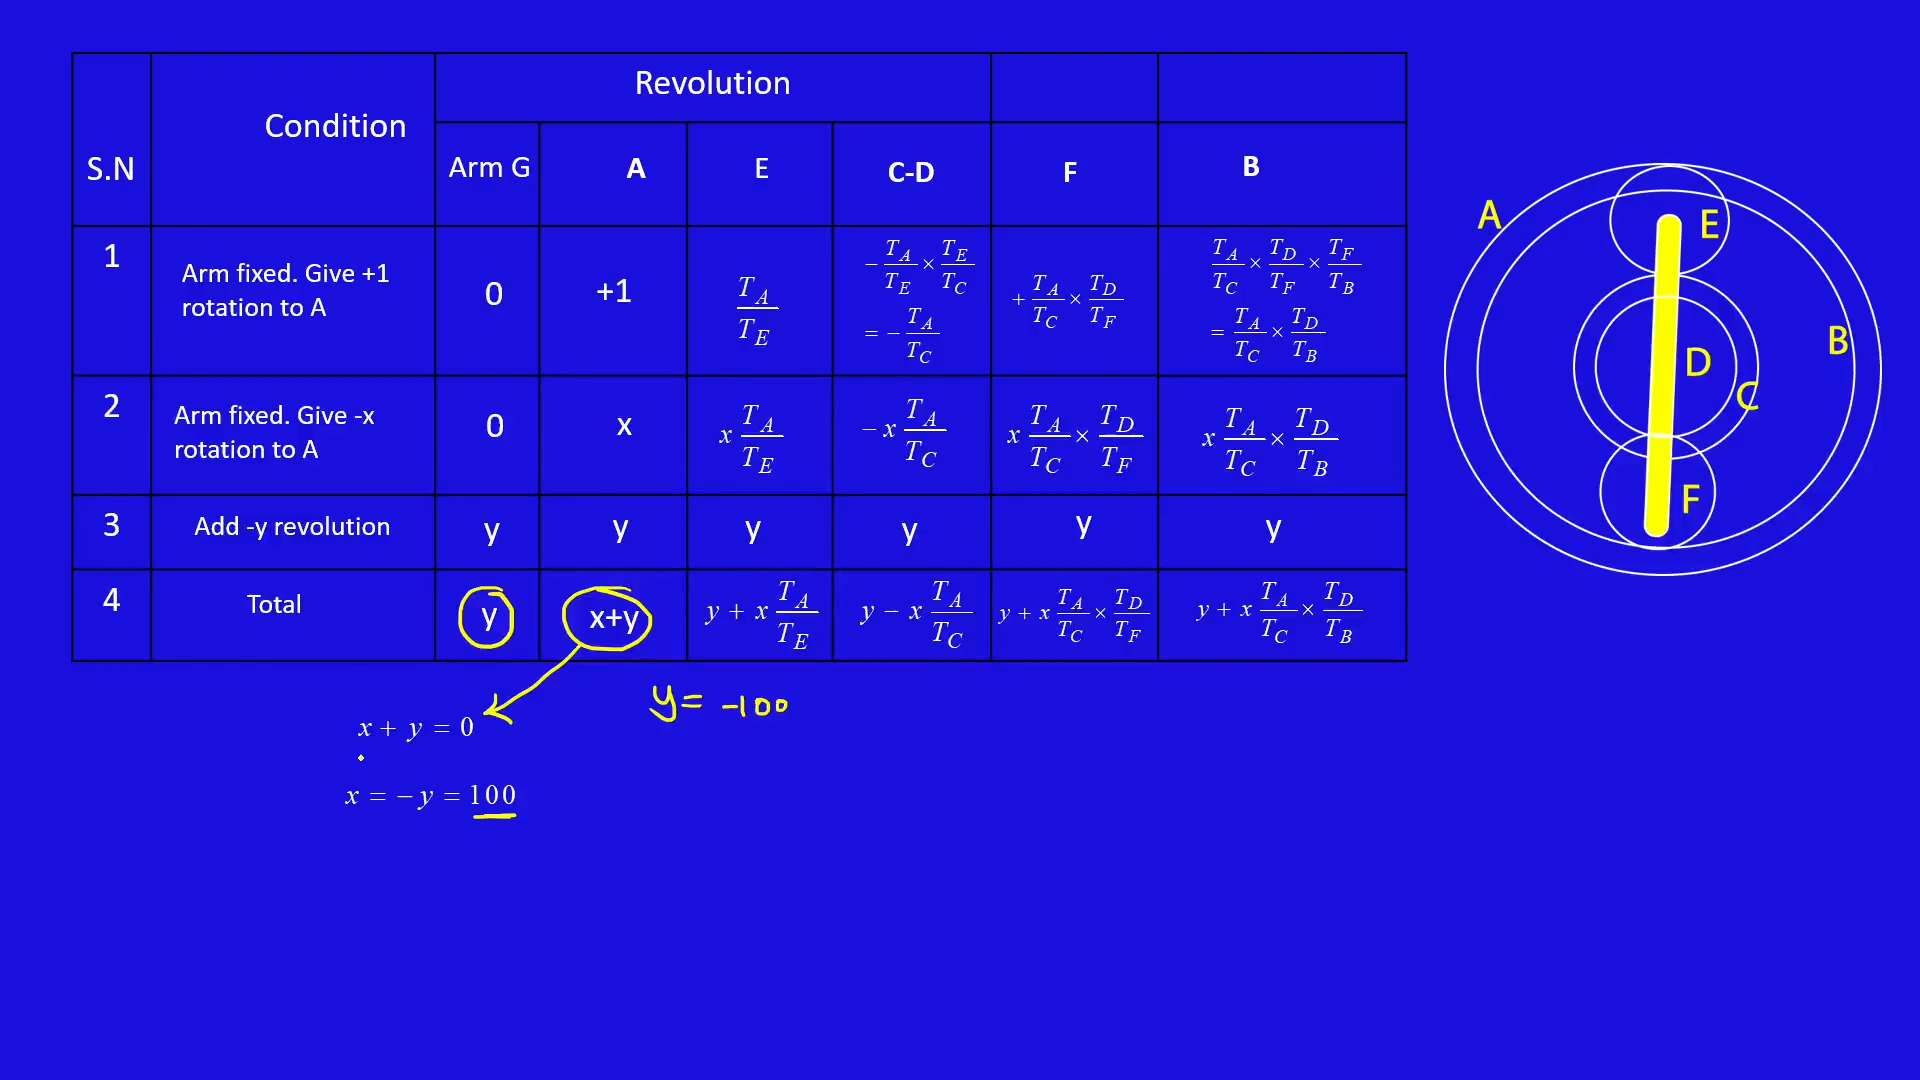 Revolution
S.N Condition Arm G A E C-D F B
1 Arm fixed. Give +1 rotation to A 0 +1 T_A/T_E -T_A/T_E × T_E/T_C = -T_A/T_C +T_A/T_C × T_D/T_F T_A/T_C × T_D/T_F × T_F/T_B = T_A/T_C × T_D/T_B
2 Arm fixed. Give -x rotation to A 0 x x T_A/T_E -x T_A/T_C x T_A/T_C × T_D/T_F x T_A/T_C × T_D/T_B
3 Add -y revolution y y y y y y
4 Total y x+y y + x T_A/T_E y - x T_A/T_C y + x T_A/T_C × T_D/T_F y + x T_A/T_C × T_D/T_B
x + y = 0
y = -100
x = -y = 100
A
E
B
D
C
F